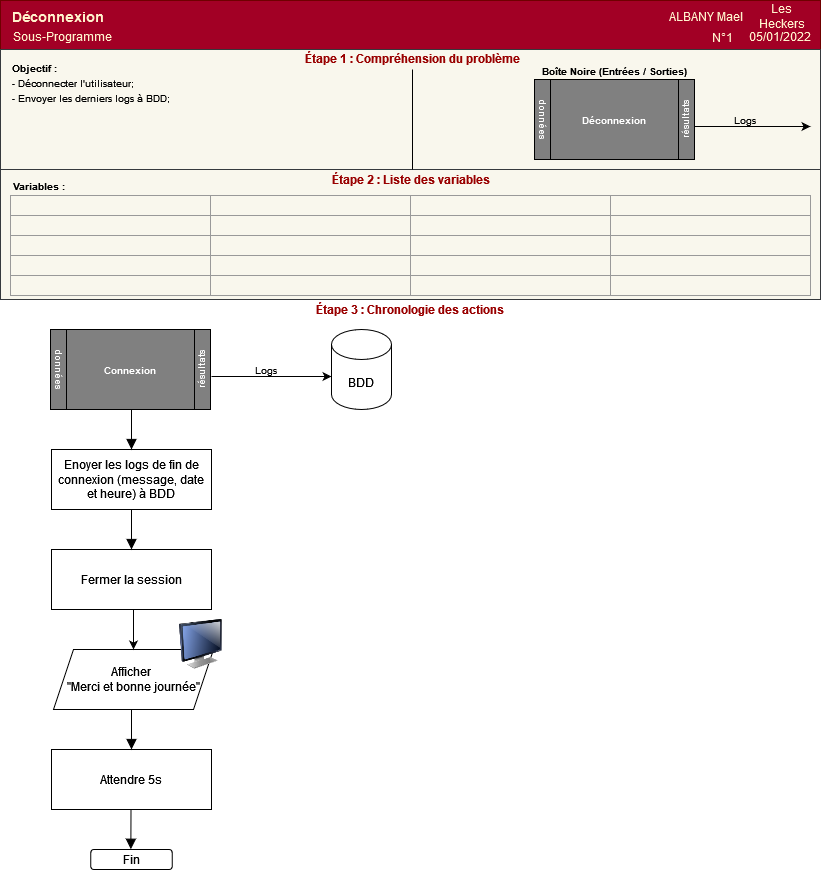 Déconnexion
Sous-Programme
ALBANY Mael
N°1
Les
Heckers
05/01/2022
Étape 1 : Compréhension du problème
Objectif :
- Déconnecter l'utilisateur;
- Envoyer les derniers logs à BDD;
Boîte Noire (Entrées / Sorties)
données
Déconnexion
résultats
Logs
Étape 2 : Liste des variables
Variables :
Étape 3 : Chronologie des actions
données
Connexion
résultats
Logs
BDD
Enoyer les logs de fin de
connexion (message, date
et heure) à BDD
Fermer la session
Afficher
"Merci et bonne journée"
Attendre 5s
Fin